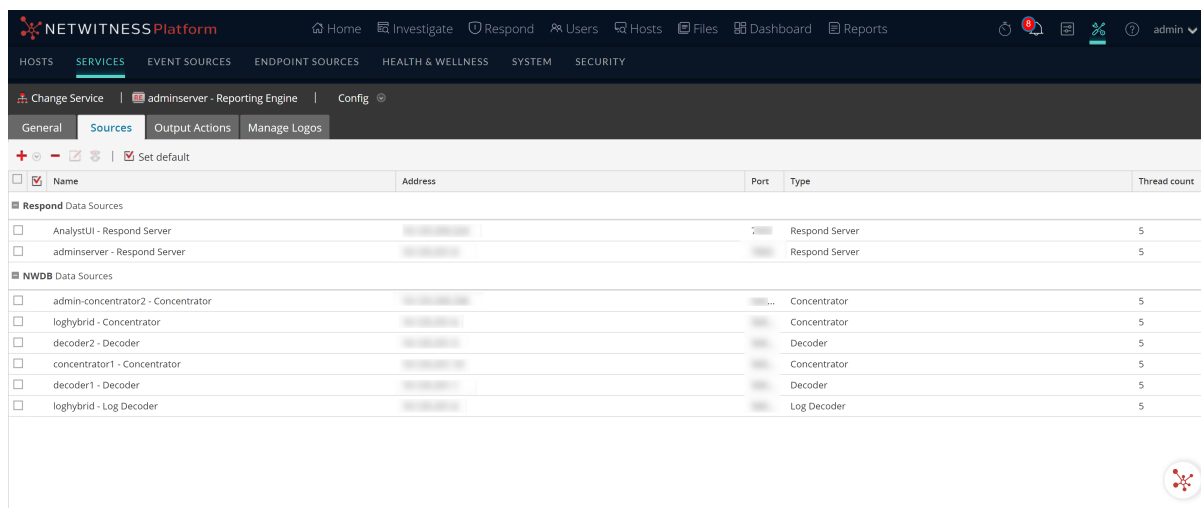 NETWITNESS Platform Home Investigate Respond Users Hosts Files Dashboard Reports 8 admin
HOSTS SERVICES EVENT SOURCES ENDPOINT SOURCES HEALTH & WELLNESS SYSTEM SECURITY
Change Service | RE adminserver - Reporting Engine | Config
General Sources Output Actions Manage Logos
Set default
Name Address Port Type Thread count
Respond Data Sources
AnalystUI - Respond Server Respond Server 5
adminserver - Respond Server Respond Server 5
NWDB Data Sources
admin-concentrator2 - Concentrator ... Concentrator 5
loghybrid - Concentrator Concentrator 5
decoder2 - Decoder Decoder 5
concentrator1 - Concentrator Concentrator 5
decoder1 - Decoder Decoder 5
loghybrid - Log Decoder Log Decoder 5